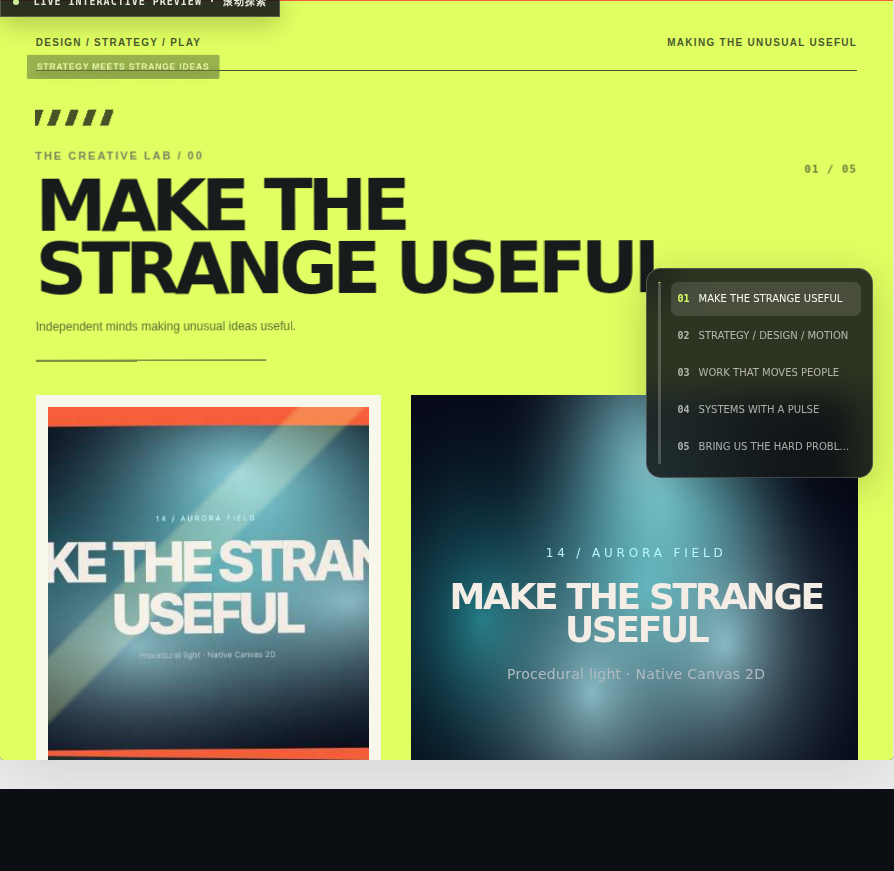 LIVE INTERACTIVE PREVIEW · 滚动探索
DESIGN / STRATEGY / PLAY
MAKING THE UNUSUAL USEFUL
STRATEGY MEETS STRANGE IDEAS
THE CREATIVE LAB / 00
01 / 05
MAKE THE
STRANGE USEFUL
Independent minds making unusual ideas useful.
01 MAKE THE STRANGE USEFUL
02 STRATEGY / DESIGN / MOTION
03 WORK THAT MOVES PEOPLE
04 SYSTEMS WITH A PULSE
05 BRING US THE HARD PROBL...
14 / AURORA FIELD
KE THE STRAN
USEFUL
Procedural light · Native Canvas 2D
14 / AURORA FIELD
MAKE THE STRANGE
USEFUL
Procedural light · Native Canvas 2D